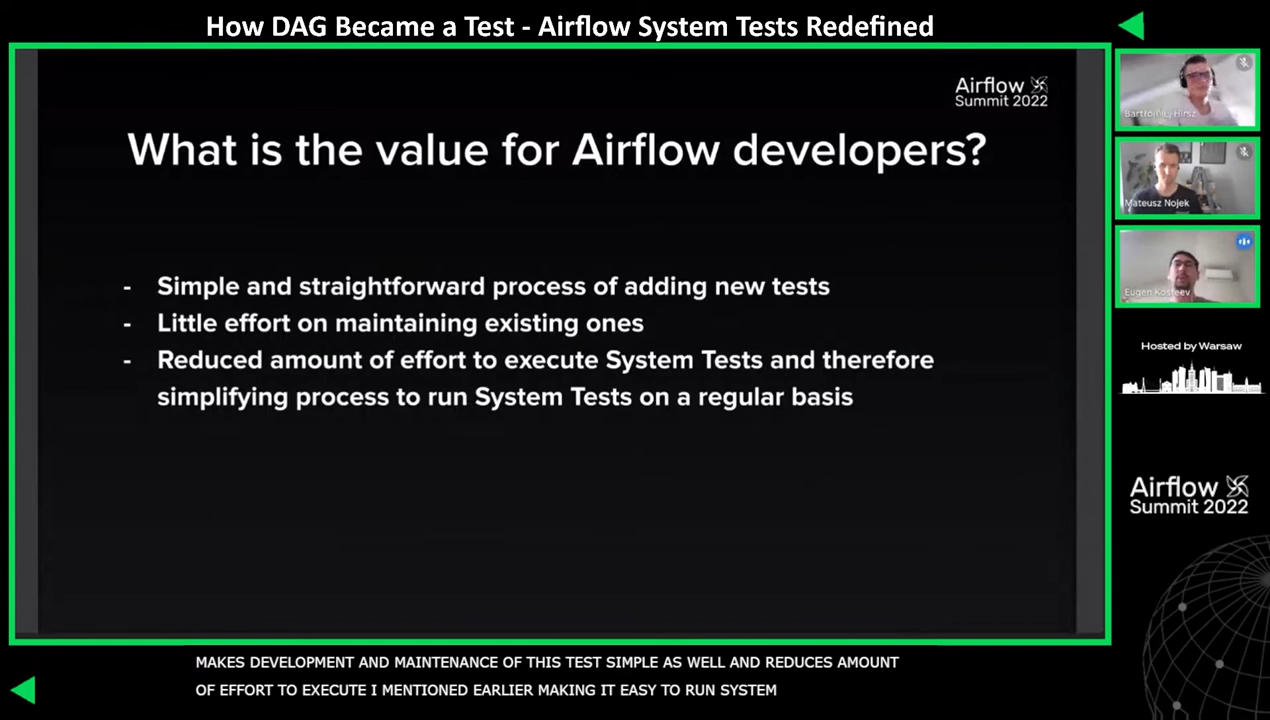 How DAG Became a Test - Airflow System Tests Redefined
Airflow
Summit 2022
What is the value for Airflow developers?
- Simple and straightforward process of adding new tests
- Little effort on maintaining existing ones
- Reduced amount of effort to execute System Tests and therefore
simplifying process to run System Tests on a regular basis
Bartłomiej Hirsz
Mateusz Nojek
Eugen Kosteev
Hosted by Warsaw
Airflow
Summit 2022
MAKES DEVELOPMENT AND MAINTENANCE OF THIS TEST SIMPLE AS WELL AND REDUCES AMOUNT
OF EFFORT TO EXECUTE I MENTIONED EARLIER MAKING IT EASY TO RUN SYSTEM